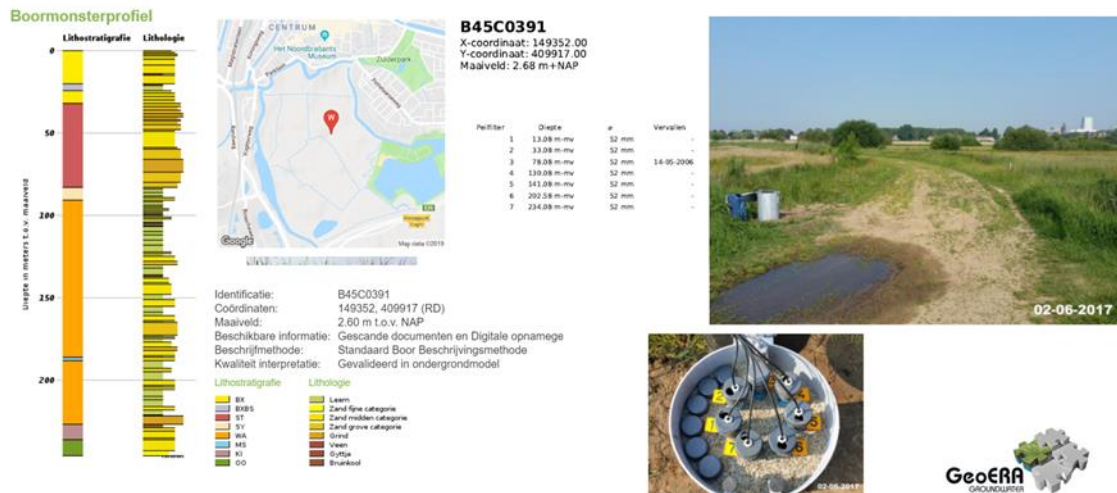 Boormonsterprofiel
Lithostratigrafie Lithologie
0
50
100
150
200
Diepte in meters t.o.v. maaiveld
CENTRUM
Het Noordbrabants
Museum
Zuiderpark
W
Google
Map data ©2019
B45C0391
X-coordinaat: 149352.00
Y-coordinaat: 409917.00
Maaiveld: 2.68 m+NAP
Peilfilter Diepte ø Vervallen
1 13.08 m-mv 52 mm -
2 33.08 m-mv 52 mm -
3 78.08 m-mv 52 mm 14-05-2006
4 130.08 m-mv 52 mm -
5 141.08 m-mv 52 mm -
6 202.58 m-mv 52 mm -
7 234.08 m-mv 52 mm -
Identificatie: B45C0391
Coördinaten: 149352, 409917 (RD)
Maaiveld: 2.60 m t.o.v. NAP
Beschikbare informatie: Gescande documenten en Digitale opnamege
Beschrijfmethode: Standaard Boor Beschrijvingsmethode
Kwaliteit interpretatie: Gevalideerd in ondergrondmodel
Lithostratigrafie Lithologie
BX Leem
BXBS Zand fijne categorie
ST Zand midden categorie
SY Zand grove categorie
WA Grind
MS Veen
KI Gyttja
OO Bruinkool
02-06-2017
2
4
1
6
7
5
02-06-2017
GeoERA
GROUNDWATER